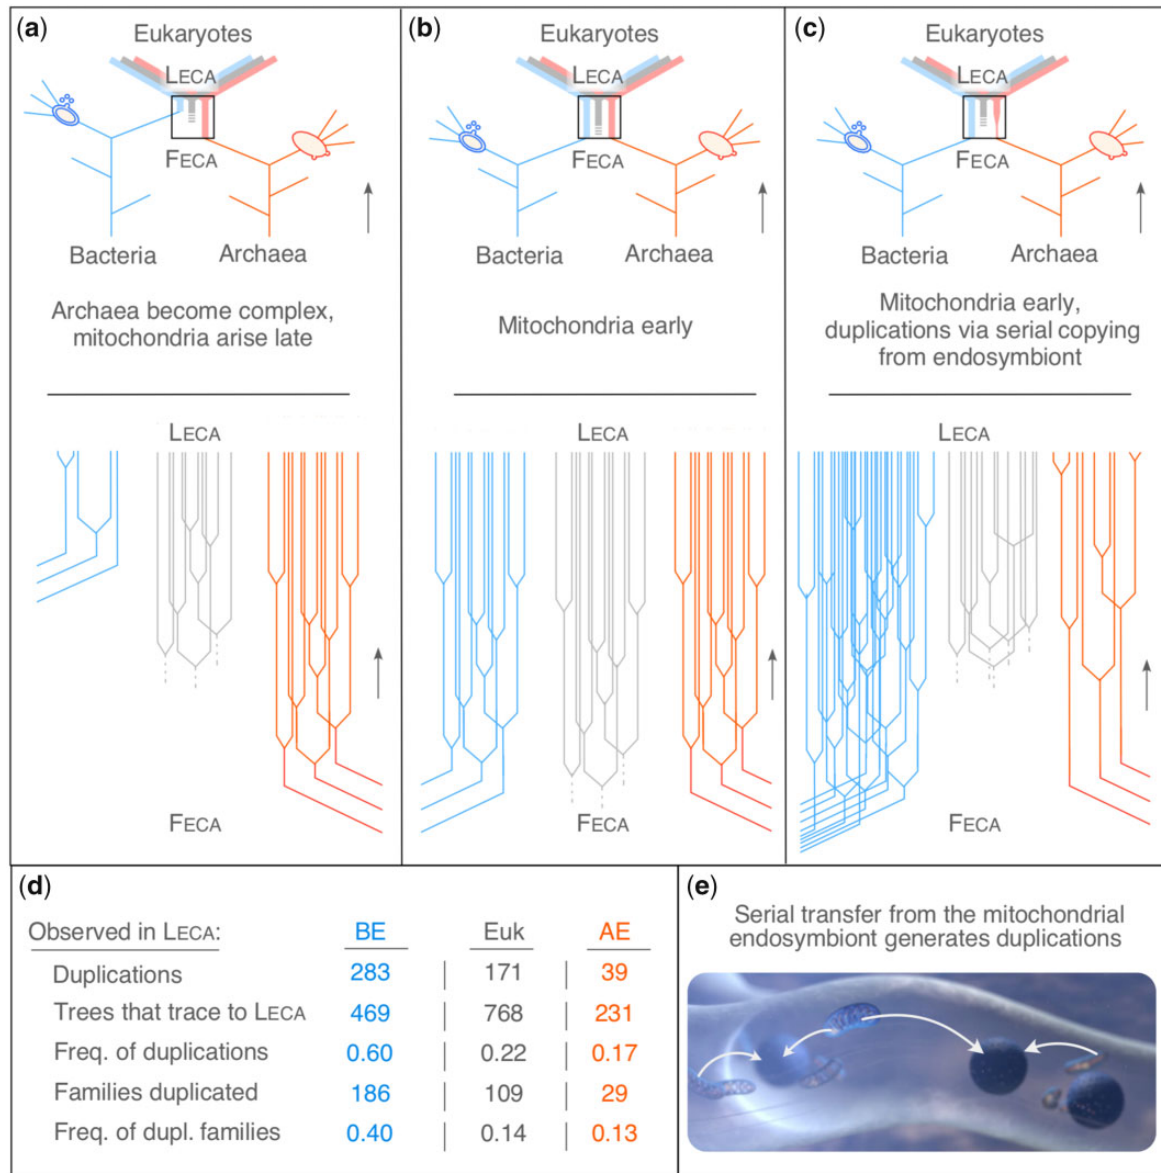 (a)
Eukaryotes
LECA
FECA
Bacteria
Archaea
Archaea become complex,
mitochondria arise late
LECA
FECA
(b)
Eukaryotes
LECA
FECA
Bacteria
Archaea
Mitochondria early
LECA
FECA
(c)
Eukaryotes
LECA
FECA
Bacteria
Archaea
Mitochondria early,
duplications via serial copying
from endosymbiont
LECA
FECA
(d)
Observed in LECA: BE Euk AE
Duplications 283 | 171 | 39
Trees that trace to LECA 469 | 768 | 231
Freq. of duplications 0.60 | 0.22 | 0.17
Families duplicated 186 | 109 | 29
Freq. of dupl. families 0.40 | 0.14 | 0.13
(e)
Serial transfer from the mitochondrial
endosymbiont generates duplications